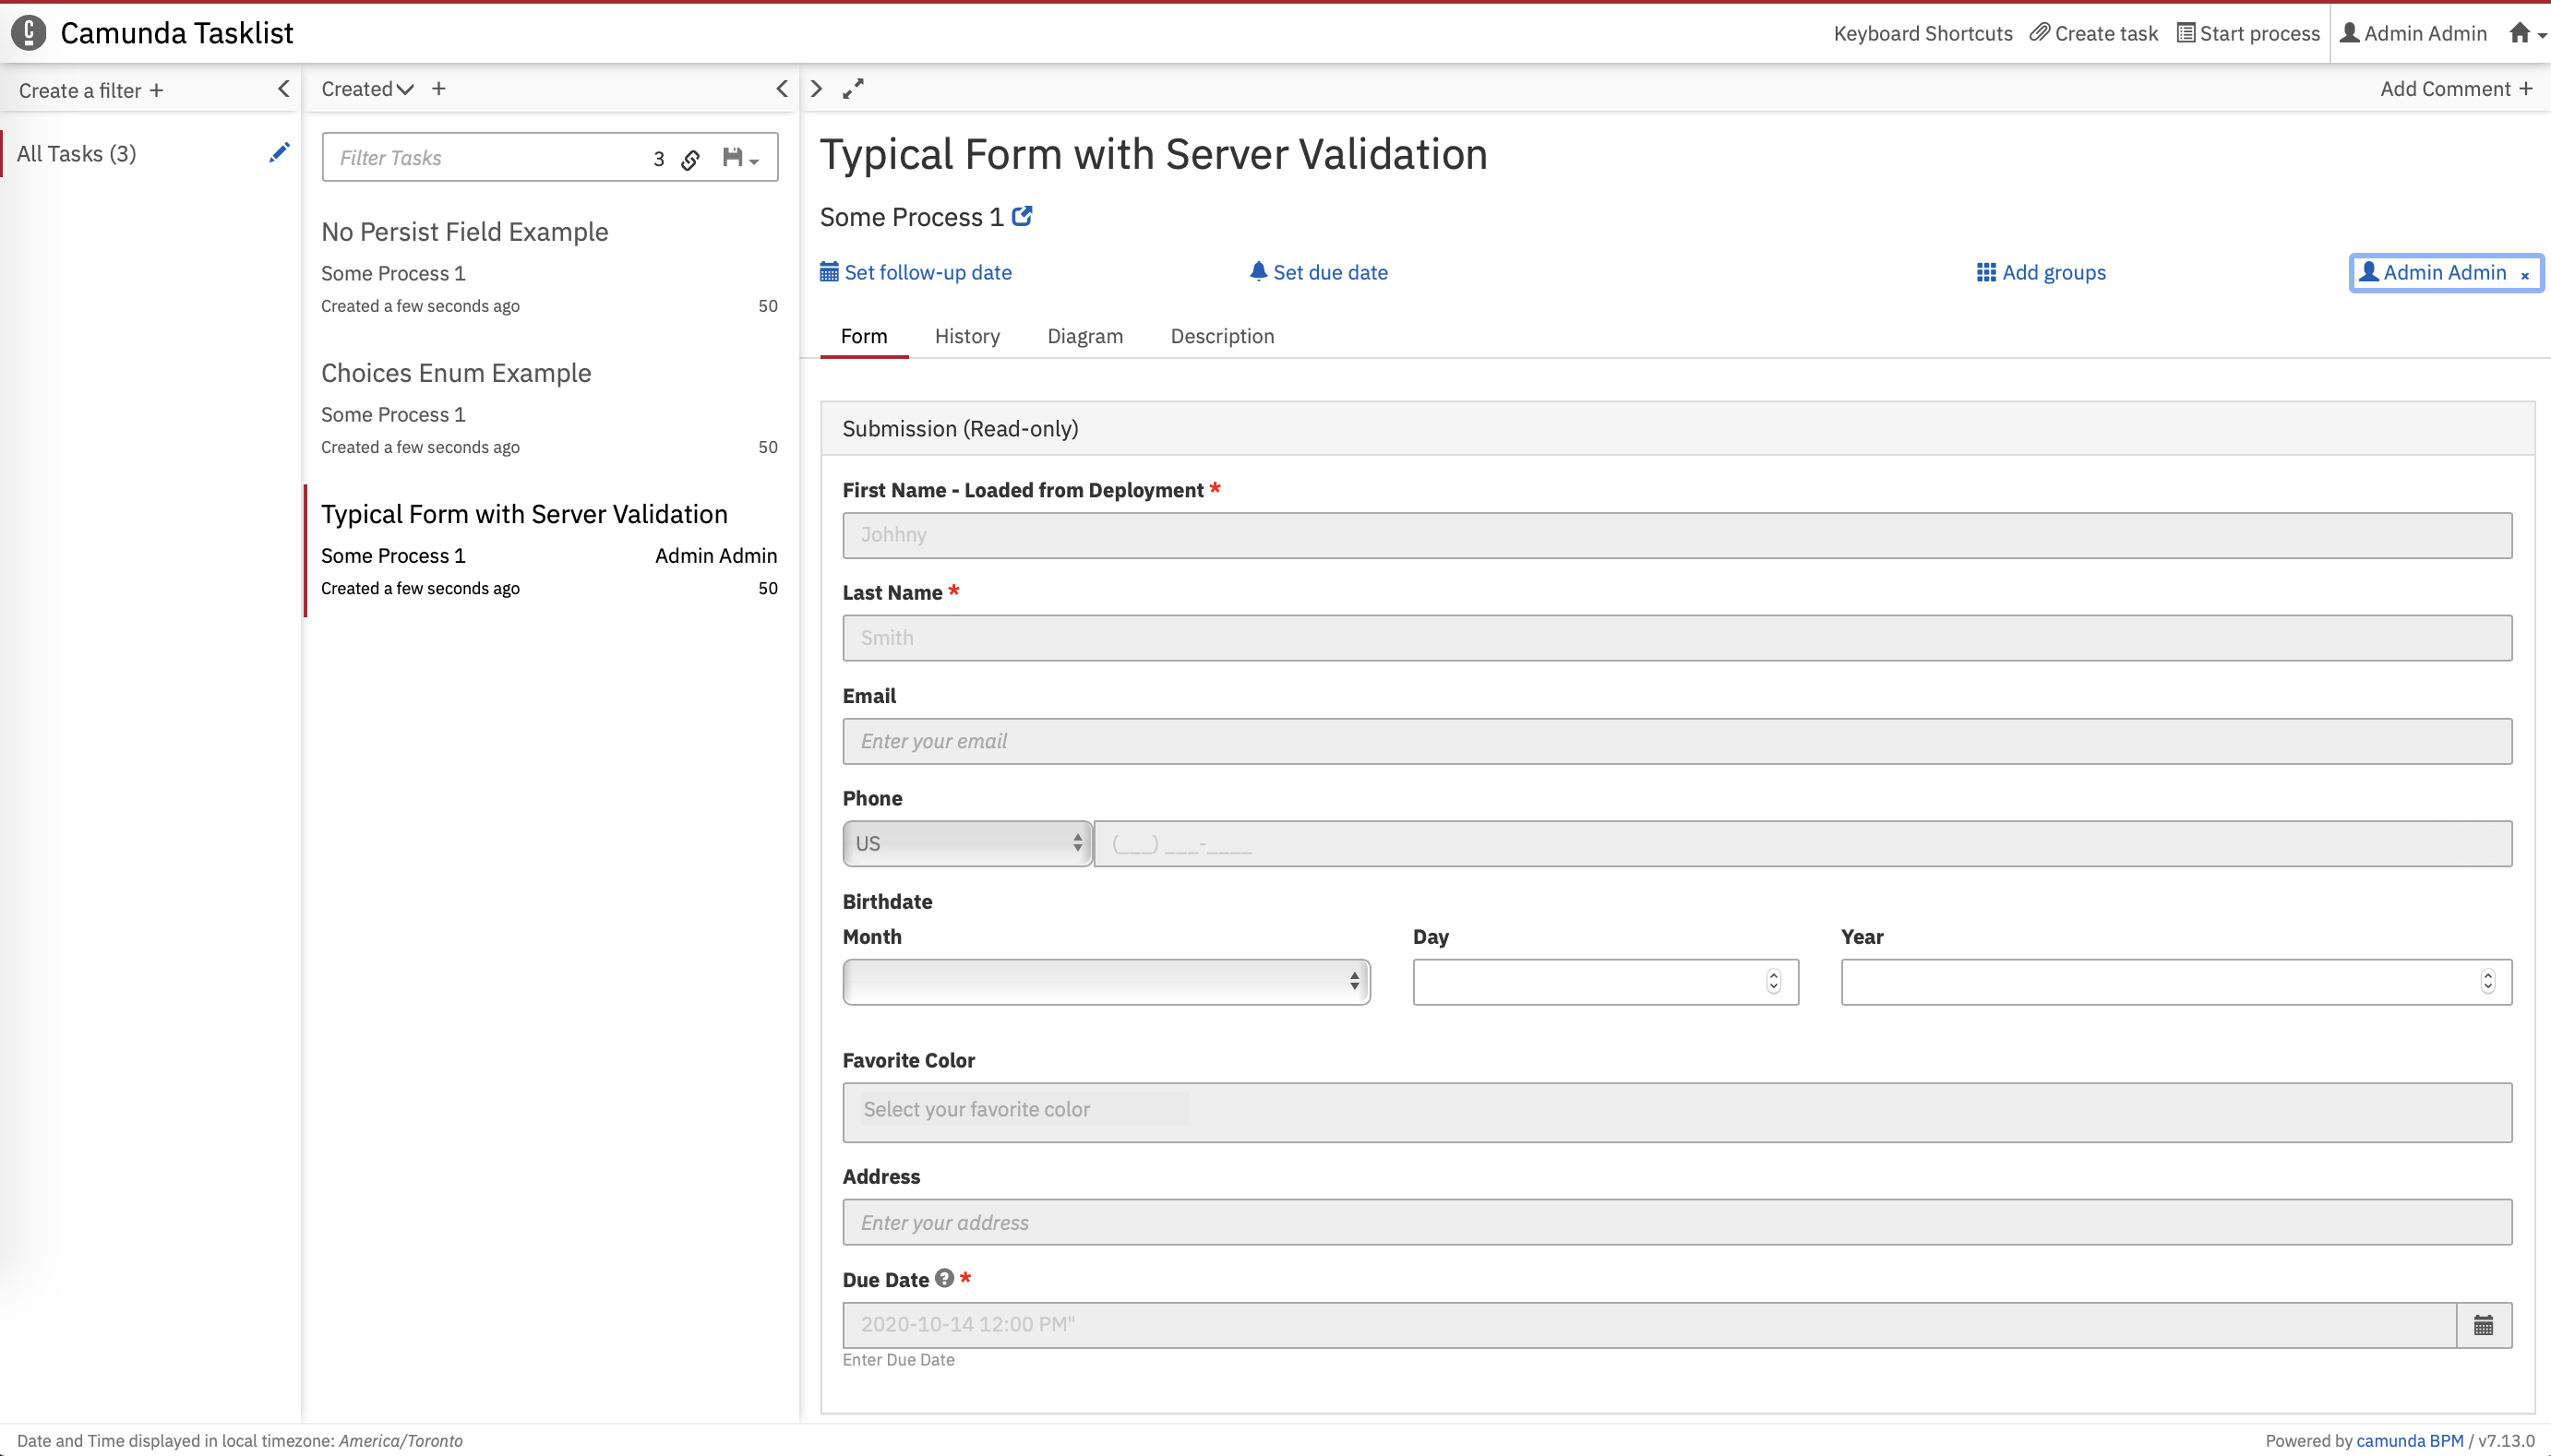 Camunda Tasklist
Keyboard Shortcuts Create task Start process Admin Admin
Create a filter +
Created +
Add Comment +
All Tasks (3)
Filter Tasks 3
No Persist Field Example
Some Process 1
Created a few seconds ago 50
Choices Enum Example
Some Process 1
Created a few seconds ago 50
Typical Form with Server Validation
Some Process 1 Admin Admin
Created a few seconds ago 50
Typical Form with Server Validation
Some Process 1
Set follow-up date Set due date Add groups Admin Admin ×
Form History Diagram Description
Submission (Read-only)
First Name - Loaded from Deployment *
Johhny
Last Name *
Smith
Email
Enter your email
Phone
US (___) ___-____
Birthdate
Month Day Year
Favorite Color
Select your favorite color
Address
Enter your address
Due Date ? *
2020-10-14 12:00 PM"
Enter Due Date
Date and Time displayed in local timezone: America/Toronto
Powered by camunda BPM / v7.13.0